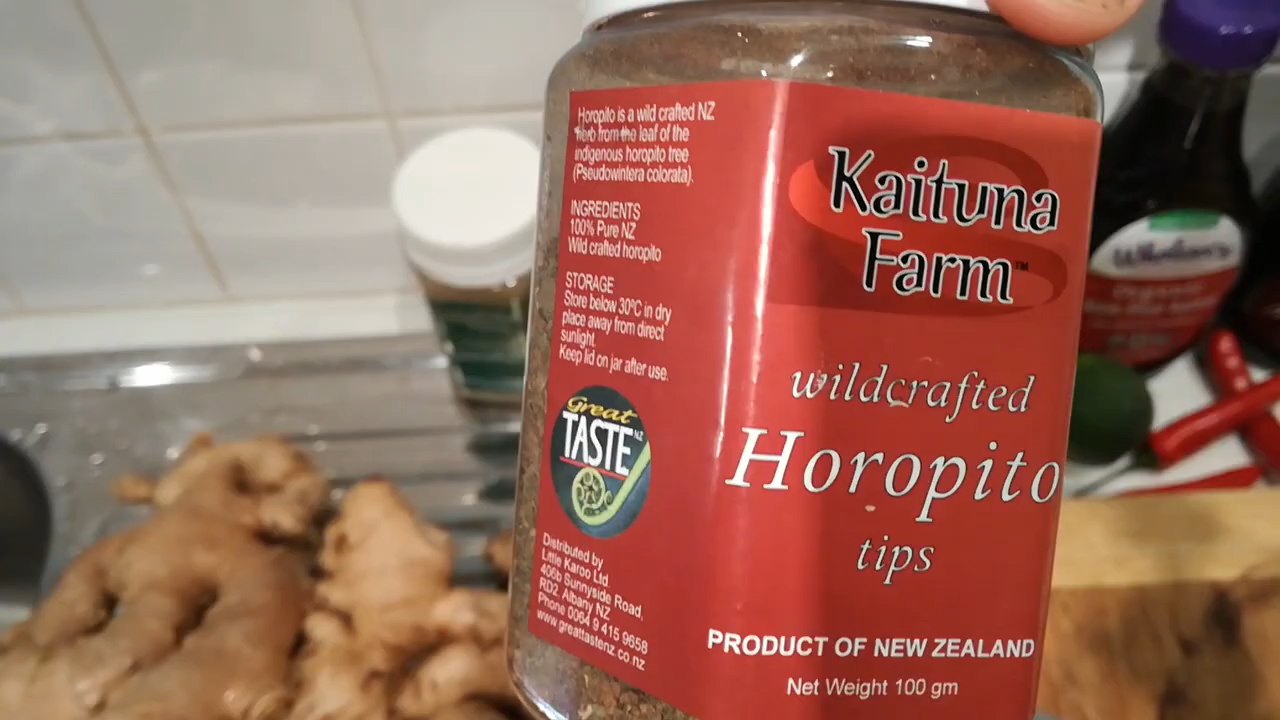 Horopito is a wild crafted NZ
herb from the leaf of the
indigenous horopito tree
(Pseudowintera colorata).
INGREDIENTS
100% Pure NZ
Wild crafted horopito
STORAGE
Store below 30°C in dry
place away from direct
sunlight.
Keep lid on jar after use.
Great
TASTE NZ
Distributed by
Little Karoo Ltd,
406b Sunnyside Road,
RD2 Albany NZ
Phone 0064 9 415 9658
www.greattastenz.co.nz
Kaituna
Farm™
wildcrafted
Horopito
tips
PRODUCT OF NEW ZEALAND
Net Weight 100 gm
Organic